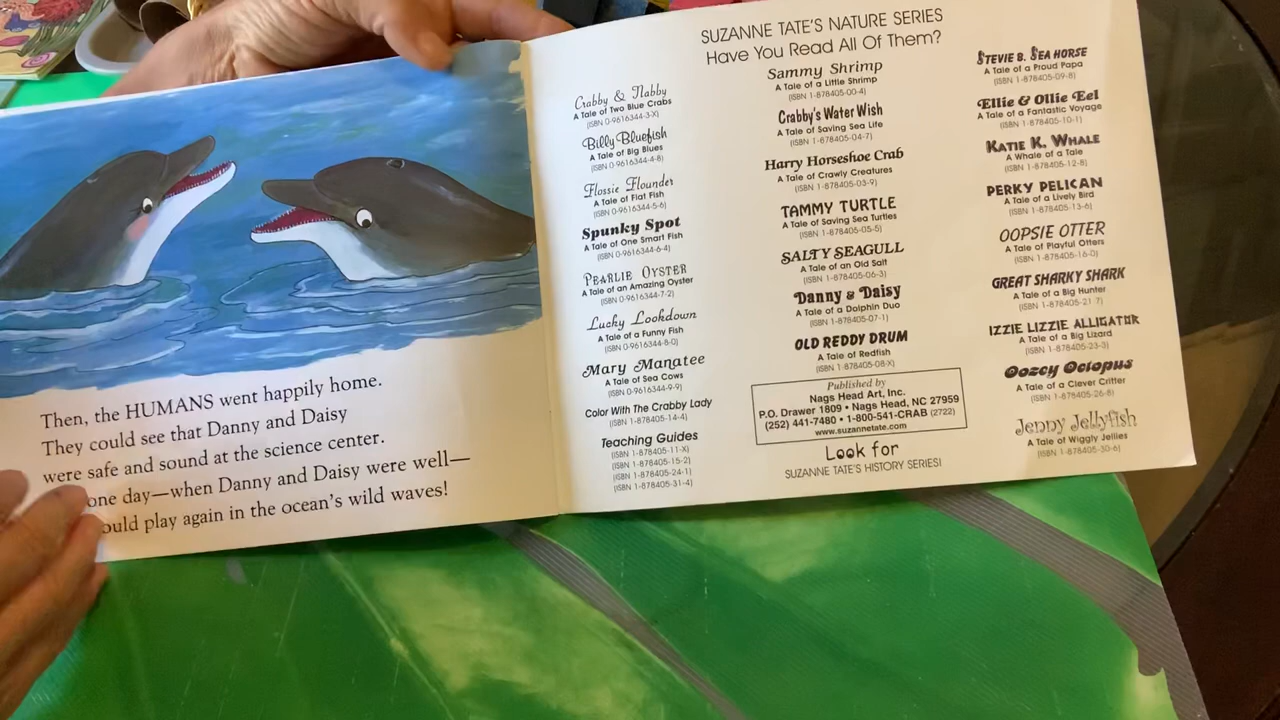 Then, the HUMANS went happily home.
They could see that Danny and Daisy
were safe and sound at the science center.
one day—when Danny and Daisy were well—
ould play again in the ocean's wild waves!
SUZANNE TATE'S NATURE SERIES
Have You Read All Of Them?
Crabby & Nabby
A Tale of Two Blue Crabs
(ISBN 0-9616344-3-X)
Billy Bluefish
A Tale of Big Blues
(ISBN 0-9616344-4-8)
Flossie Flounder
A Tale of Flat Fish
(ISBN 0-9616344-5-6)
Spunky Spot
A Tale of One Smart Fish
(ISBN 0-9616344-6-4)
PEARLIE OYSTER
A Tale of an Amazing Oyster
(ISBN 0-9616344-7-2)
Lucky Lookdown
A Tale of a Funny Fish
(ISBN 0-9616344-8-0)
Mary Manatee
A Tale of Sea Cows
(ISBN 0-9616344-9-9)
Color With The Crabby Lady
(ISBN 1-878405-14-4)
Teaching Guides
(ISBN 1-878405-11-X)
(ISBN 1-878405-15-2)
(ISBN 1-878405-24-1)
(ISBN 1-878405-31-4)
Sammy Shrimp
A Tale of a Little Shrimp
(ISBN 1-878405-00-4)
Crabby's Water Wish
A Tale of Saving Sea Life
(ISBN 1-878405-04-7)
Harry Horseshoe Crab
A Tale of Crawly Creatures
(ISBN 1-878405-03-9)
TAMMY TURTLE
A Tale of Saving Sea Turtles
(ISBN 1-878405-05-5)
SALTY SEAGULL
A Tale of an Old Salt
(ISBN 1-878405-06-3)
Danny & Daisy
A Tale of a Dolphin Duo
(ISBN 1-878405-07-1)
OLD REDDY DRUM
A Tale of Redfish
(ISBN 1-878405-08-X)
Published by
Nags Head Art, Inc.
P.O. Drawer 1809 • Nags Head, NC 27959
(252) 441-7480 • 1-800-541-CRAB (2722)
www.suzannetate.com
Look for
SUZANNE TATE'S HISTORY SERIES!
STEVIE B. SEA HORSE
A Tale of a Proud Papa
(ISBN 1-878405-09-8)
Ellie & Ollie Eel
A Tale of a Fantastic Voyage
(ISBN 1-878405-10-1)
KATIE K. WHALE
A Whale of a Tale
(ISBN 1-878405-12-8)
PERKY PELICAN
A Tale of a Lively Bird
(ISBN 1-878405-13-6)
OOPSIE OTTER
A Tale of Playful Otters
(ISBN 1-878405-16-0)
GREAT SHARKY SHARK
A Tale of a Big Hunter
(ISBN 1-878405-21 7)
IZZIE LIZZIE ALLIGATOR
A Tale of a Big Lizard
(ISBN 1-878405-23-3)
Oozey Octopus
A Tale of a Clever Critter
(ISBN 1-878405-26-8)
Jenny Jellyfish
A Tale of Wiggly Jellies
(ISBN 1-878405-30-6)